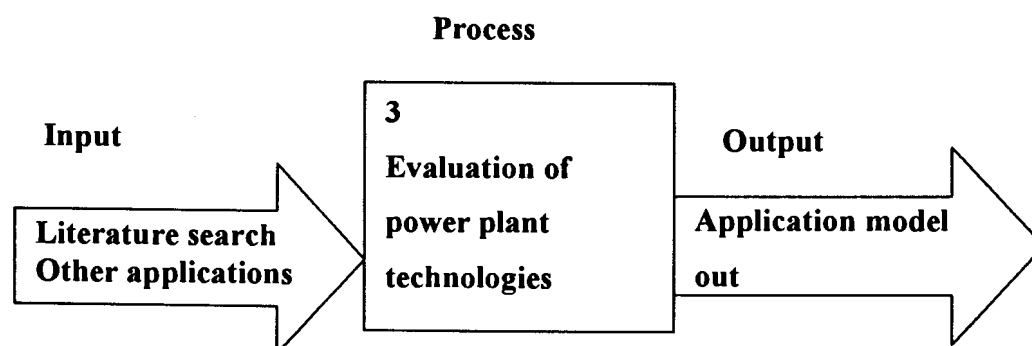 Process
Input
Literature search
Other applications
3
Evaluation of
power plant
technologies
Output
Application model
out